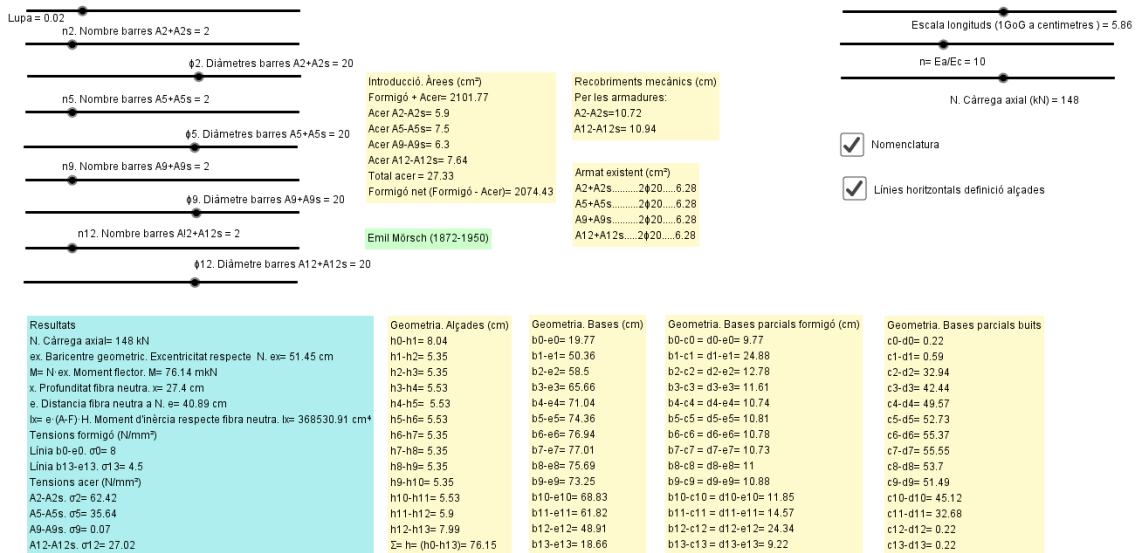 Lupa = 0.02
n2. Nombre barres A2+A2s = 2
ϕ2. Diàmetres barres A2+A2s = 20
n5. Nombre barres A5+A5s = 2
ϕ5. Diàmetres barres A5+A5s = 20
n9. Nombre barres A9+A9s = 2
ϕ9. Diàmetre barres A9+A9s = 20
n12. Nombre barres A!2+A12s = 2
ϕ12. Diàmetre barres A12+A12s = 20
Introducció. Àrees (cm²)
Formigó + Acer= 2101.77
Acer A2-A2s= 5.9
Acer A5-A5s= 7.5
Acer A9-A9s= 6.3
Acer A12-A12s= 7.64
Total acer = 27.33
Formigó net (Formigó - Acer)= 2074.43
Emil Mörsch (1872-1950)
Recobriments mecànics (cm)
Per les armadures:
A2-A2s=10.72
A12-A12s= 10.94
Armat existent (cm²)
A2+A2s.........2ϕ20.....6.28
A5+A5s.........2ϕ20.....6.28
A9+A9s.........2ϕ20.....6.28
A12+A12s.....2ϕ20.....6.28
Escala longituds (1GoG a centimetres ) = 5.86
n= Ea/Ec = 10
N. Càrrega axial (kN) = 148
Nomenclatura
Línies horitzontals definició alçades
Resultats
N. Càrrega axial= 148 kN
ex. Baricentre geometric. Excentricitat respecte N. ex= 51.45 cm
M= N·ex. Moment flector. M= 76.14 mkN
x. Profunditat fibra neutra. x= 27.4 cm
e. Distancia fibra neutra a N. e= 40.89 cm
Ix= e·(A-F)·H. Moment d'inèrcia respecte fibra neutra. Ix= 368530.91 cm⁴
Tensions formigó (N/mm²)
Línia b0-e0. σ0= 8
Línia b13-e13. σ13= 4.5
Tensions acer (N/mm²)
A2-A2s. σ2= 62.42
A5-A5s. σ5= 35.64
A9-A9s. σ9= 0.07
A12-A12s. σ12= 27.02
Geometria. Alçades (cm)
h0-h1= 8.04
h1-h2= 5.35
h2-h3= 5.35
h3-h4= 5.53
h4-h5= 5.53
h5-h6= 5.53
h6-h7= 5.35
h7-h8= 5.35
h8-h9= 5.35
h9-h10= 5.35
h10-h11= 5.53
h11-h12= 5.9
h12-h13= 7.99
Σ= h= (h0-h13)= 76.15
Geometria. Bases (cm)
b0-e0= 19.77
b1-e1= 50.36
b2-e2= 58.5
b3-e3= 65.66
b4-e4= 71.04
b5-e5= 74.36
b6-e6= 76.94
b7-e7= 77.01
b8-e8= 75.69
b9-e9= 73.25
b10-e10= 68.83
b11-e11= 61.82
b12-e12= 48.91
b13-e13= 18.66
Geometria. Bases parcials formigó (cm)
b0-c0 = d0-e0= 9.77
b1-c1 = d1-e1= 24.88
b2-c2 = d2-e2= 12.78
b3-c3 = d3-e3= 11.61
b4-c4 = d4-e4= 10.74
b5-c5 = d5-e5= 10.81
b6-c6 = d6-e6= 10.78
b7-c7 = d7-e7= 10.73
b8-c8 = d8-e8= 11
b9-c9 = d9-e9= 10.88
b10-c10 = d10-e10= 11.85
b11-c11 = d11-e11= 14.57
b12-c12 = d12-e12= 24.34
b13-c13 = d13-e13= 9.22
Geometria. Bases parcials buits
c0-d0= 0.22
c1-d1= 0.59
c2-d2= 32.94
c3-d3= 42.44
c4-d4= 49.57
c5-d5= 52.73
c6-d6= 55.37
c7-d7= 55.55
c8-d8= 53.7
c9-d9= 51.49
c10-d10= 45.12
c11-d11= 32.68
c12-d12= 0.22
c13-d13= 0.22